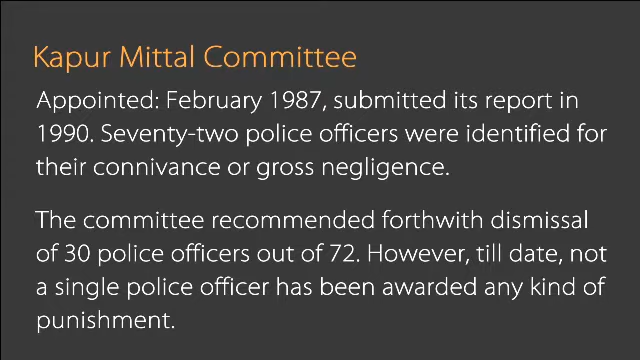 Kapur Mittal Committee
Appointed: February 1987, submitted its report in
1990. Seventy-two police officers were identified for
their connivance or gross negligence.
The committee recommended forthwith dismissal
of 30 police officers out of 72. However, till date, not
a single police officer has been awarded any kind of
punishment.